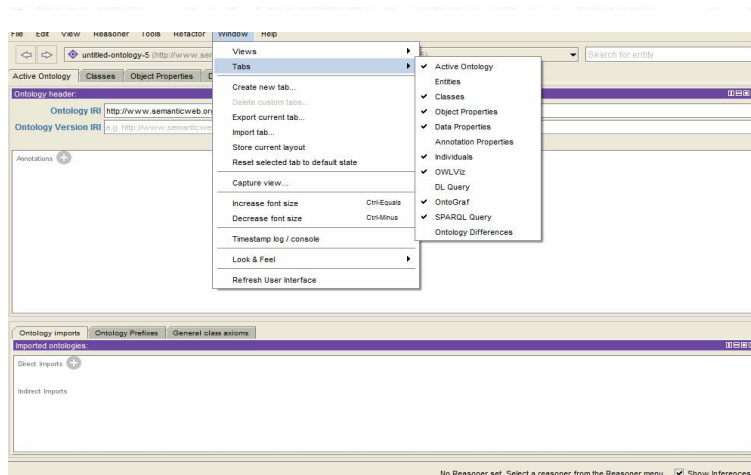 File Edit View Reasoner Tools Refactor Window Help
untitled-ontology-5 (http://www.ser
Search for entity
Active Ontology Classes Object Properties D
Ontology header:
Ontology IRI http://www.semanticweb.org
Ontology Version IRI e.g. http://www.semanticwe
Annotations
Views
Tabs
Create new tab...
Delete custom tabs...
Export current tab...
Import tab...
Store current layout
Reset selected tab to default state
Capture view...
Increase font size Ctrl-Equals
Decrease font size Ctrl-Minus
Timestamp log / console
Look & Feel
Refresh User Interface
Active Ontology
Entities
Classes
Object Properties
Data Properties
Annotation Properties
Individuals
OWLViz
DL Query
OntoGraf
SPARQL Query
Ontology Differences
Ontology imports Ontology Prefixes General class axioms
Imported ontologies:
Direct Imports
Indirect Imports
No Reasoner set. Select a reasoner from the Reasoner menu Show Inferences